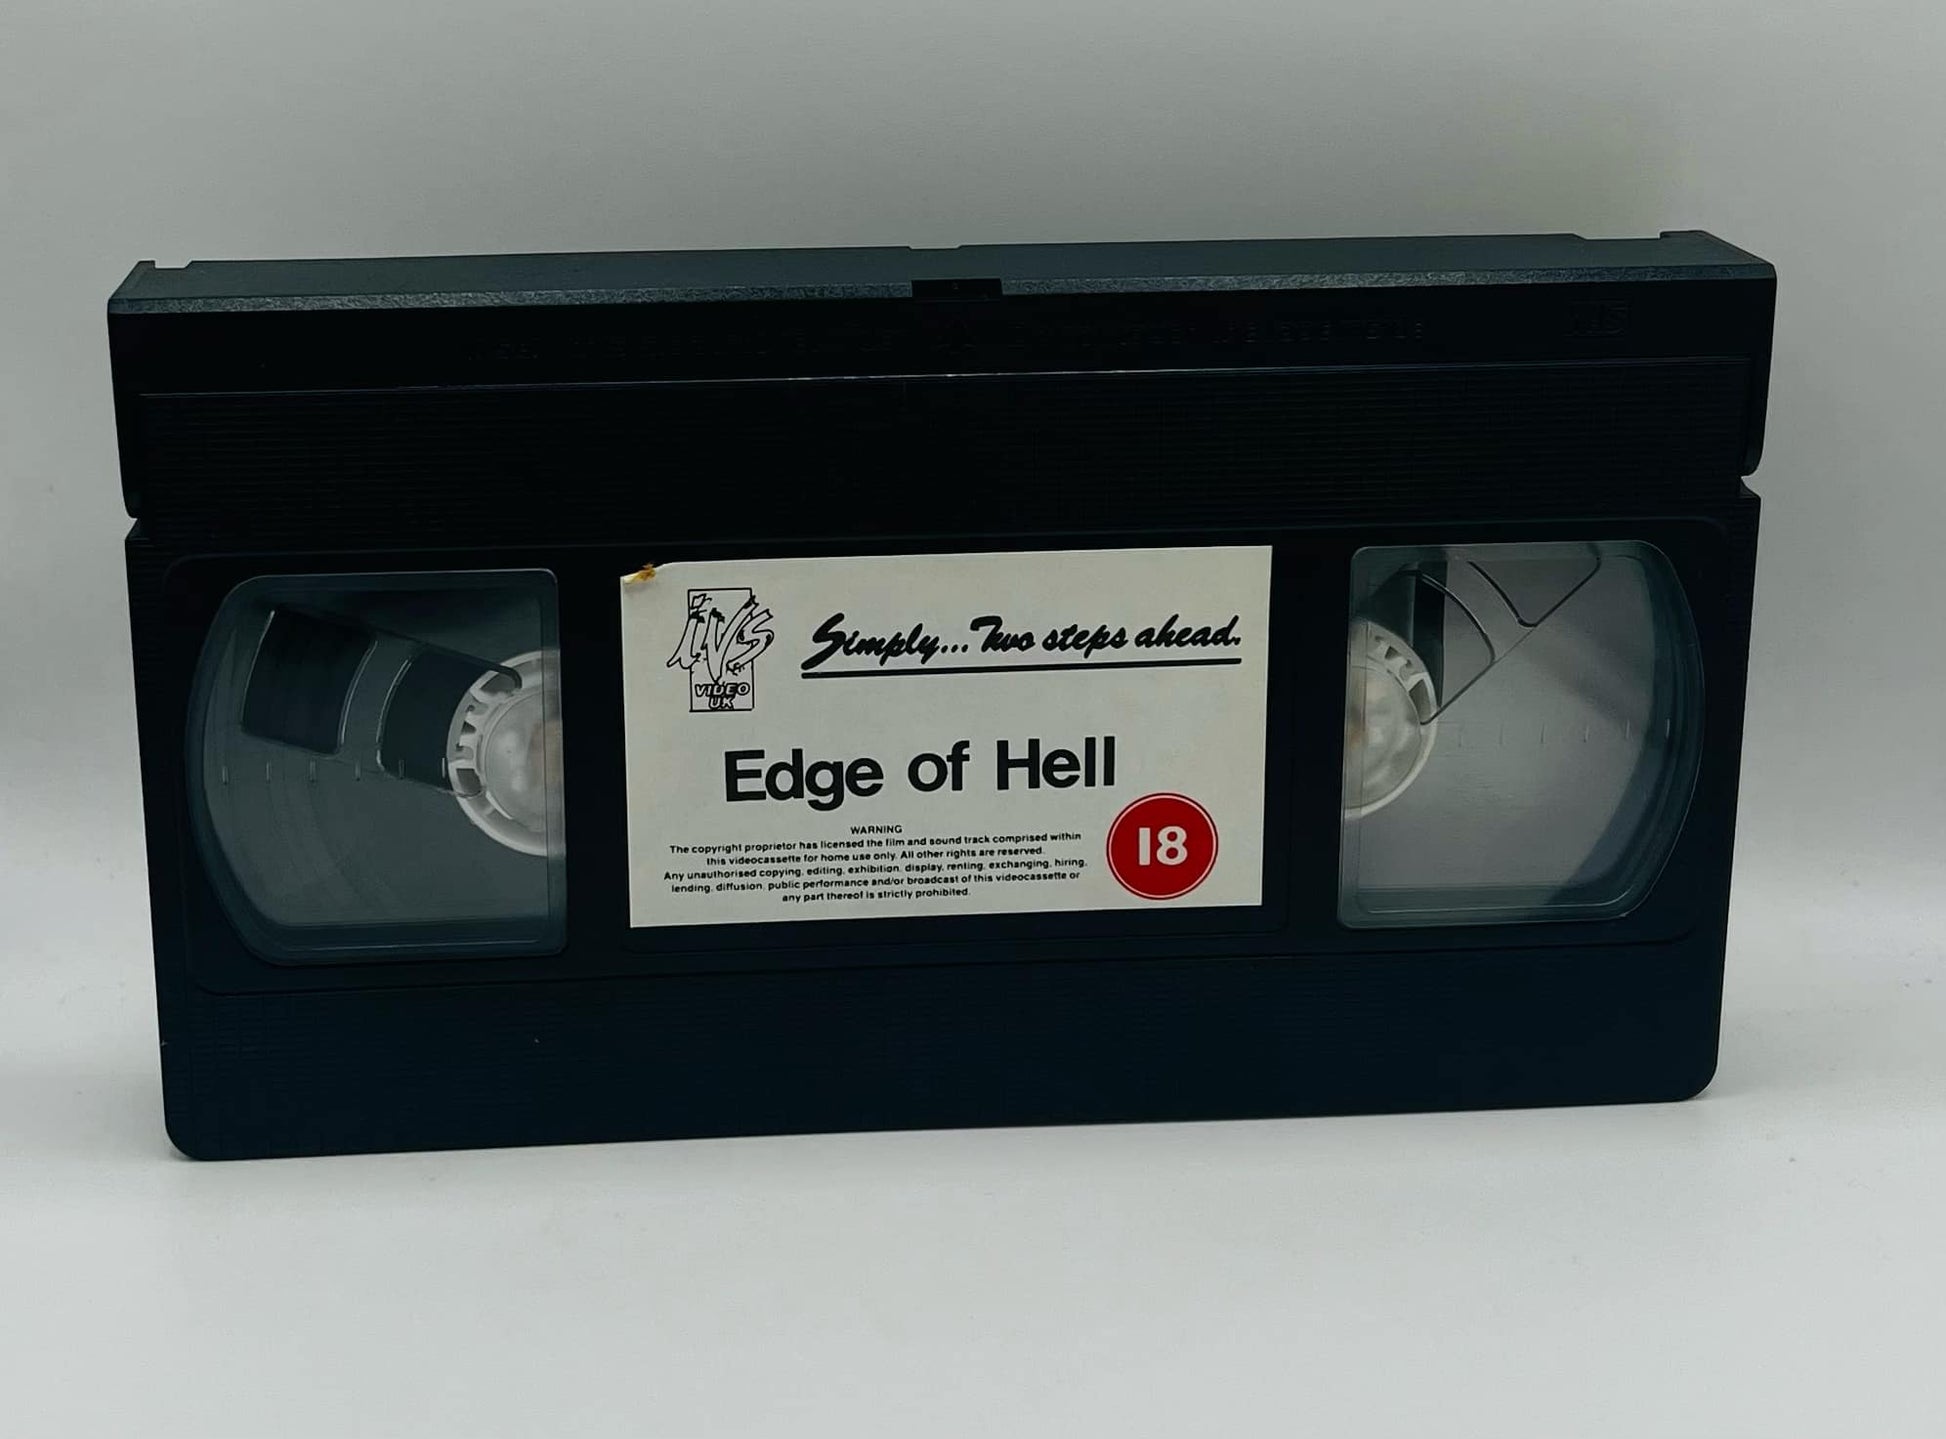 iVS
VIDEO
UK
Simply... Two steps ahead.
Edge of Hell
18
WARNING
The copyright proprietor has licensed the film and sound track comprised within
this videocassette for home use only. All other rights are reserved.
Any unauthorised copying, editing, exhibition, display, renting, exchanging, hiring,
lending, diffusion, public performance and/or broadcast of this videocassette or
any part thereof is strictly prohibited.